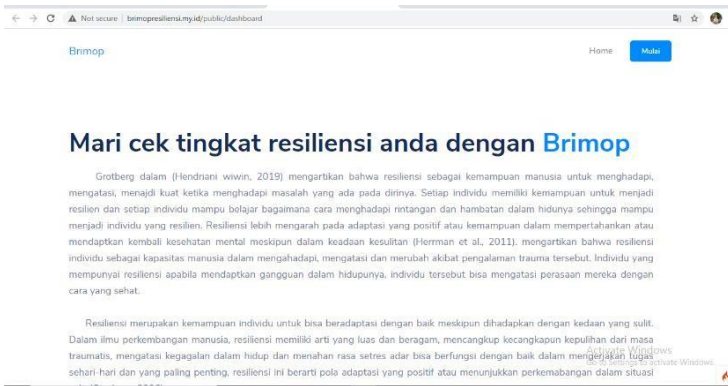 Not secure | brimopresiliensi.my.id/public/dashboard
Brimop
Home
Mulai
Mari cek tingkat resiliensi anda dengan Brimop
Grotberg dalam (Hendriani wiwin, 2019) mengartikan bahwa resiliensi sebagai kemampuan manusia untuk menghadapi,
mengatasi, menajdi kuat ketika menghadapi masalah yang ada pada dirinya. Setiap individu memiliki kemampuan untuk menjadi
resilien dan setiap individu mampu belajar bagaimana cara menghadapi rintangan dan hambatan dalam hidunya sehingga mampu
menjadi individu yang resilien. Resiliensi lebih mengarah pada adaptasi yang positif atau kemampuan dalam mempertahankan atau
mendaptkan kembali kesehatan mental meskipun dalam keadaan kesulitan (Herrman et al., 2011). mengartikan bahwa resiliensi
individu sebagai kapasitas manusia dalam mengahadapi, mengatasi dan merubah akibat pengalaman trauma tersebut. Individu yang
mempunyai resiliensi apabila mendaptkan gangguan dalam hidupunya, individu tersebut bisa mengatasi perasaan mereka dengan
cara yang sehat.
Resiliensi merupakan kemampuan individu untuk bisa beradaptasi dengan baik meskipun dihadapkan dengan kedaan yang sulit.
Dalam ilmu perkembangan manusia, resiliensi memiliki arti yang luas dan beragam, mencangkup kecangkapun kepulihan dari masa
traumatis, mengatasi kegagalan dalam hidup dan menahan rasa setres adar bisa berfungsi dengan baik dalam mengerjakan tugas
sehari-hari dan yang paling penting, resiliensi ini berarti pola adaptasi yang positif atau menunjukkan perkemabangan dalam situasi
Activate Windows
Go to Settings to activate Windows.